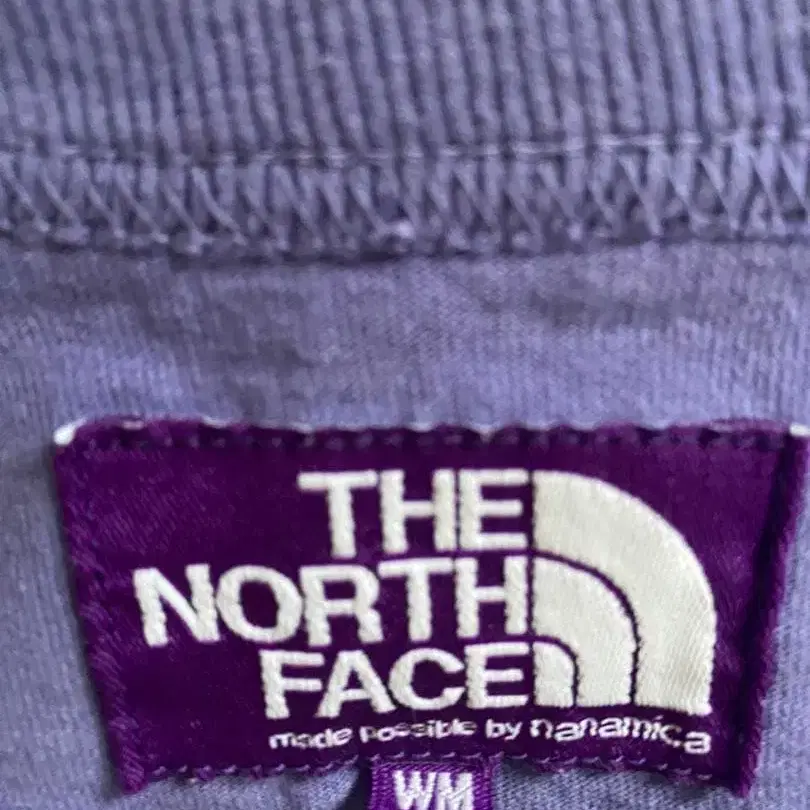 THE
NORTH
FACE
made possible by nanamica
WM